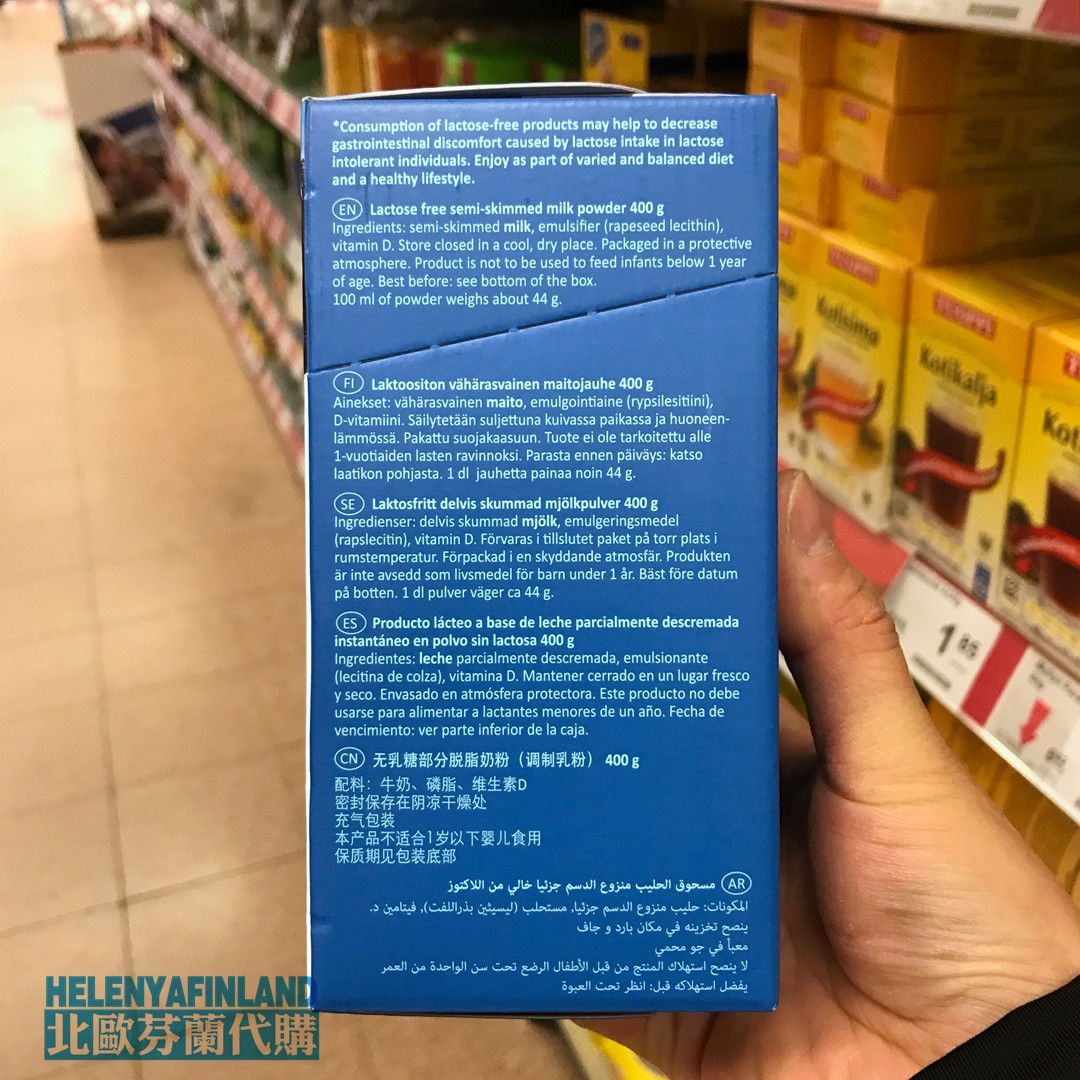 *Consumption of lactose-free products may help to decrease
gastrointestinal discomfort caused by lactose intake in lactose
intolerant individuals. Enjoy as part of varied and balanced diet
and a healthy lifestyle.
EN Lactose free semi-skimmed milk powder 400 g
Ingredients: semi-skimmed milk, emulsifier (rapeseed lecithin),
vitamin D. Store closed in a cool, dry place. Packaged in a protective
atmosphere. Product is not to be used to feed infants below 1 year
of age. Best before: see bottom of the box.
100 ml of powder weighs about 44 g.
FI Laktoositon vähärasvainen maitojauhe 400 g
Ainekset: vähärasvainen maito, emulgointiaine (rypsilesitiini),
D-vitamiini. Säilytetään suljettuna kuivassa paikassa ja huoneen-
lämmössä. Pakattu suojakaasuun. Tuote ei ole tarkoitettu alle
1-vuotiaiden lasten ravinnoksi. Parasta ennen päiväys: katso
laatikon pohjasta. 1 dl jauhetta painaa noin 44 g.
SE Laktosfritt delvis skummad mjölkpulver 400 g
Ingredienser: delvis skummad mjölk, emulgeringsmedel
(rapslecitin), vitamin D. Förvaras i tillslutet paket på torr plats i
rumstemperatur. Förpackad i en skyddande atmosfär. Produkten
är inte avsedd som livsmedel för barn under 1 år. Bäst före datum
på botten. 1 dl pulver väger ca 44 g.
ES Producto lácteo a base de leche parcialmente descremada
instantáneo en polvo sin lactosa 400 g
Ingredientes: leche parcialmente descremada, emulsionante
(lecitina de colza), vitamina D. Mantener cerrado en un lugar fresco
y seco. Envasado en atmósfera protectora. Este producto no debe
usarse para alimentar a lactantes menores de un año. Fecha de
vencimiento: ver parte inferior de la caja.
CN 无乳糖部分脱脂奶粉（调制乳粉） 400 g
配料：牛奶、磷脂、维生素D
密封保存在阴凉干燥处
充气包装
本产品不适合1岁以下婴儿食用
保质期见包装底部
AR مسحوق الحليب منزوع الدسم جزئيا خالي من اللاكتوز
المكونات: حليب منزوع الدسم جزئيا, مستحلب (ليسيثين بذراللفت), فيتامين د.
ينصح تخزينه في مكان بارد و جاف
معبأ في جو محمي
لا ينصح استهلاك المنتج من قبل الأطفال الرضع تحت سن الواحدة من العمر
يفضل استهلاكه قبل: انظر تحت العبوة
Kotisima
Kotikalja
1 65
HELENYAFINLAND
北歐芬蘭代購